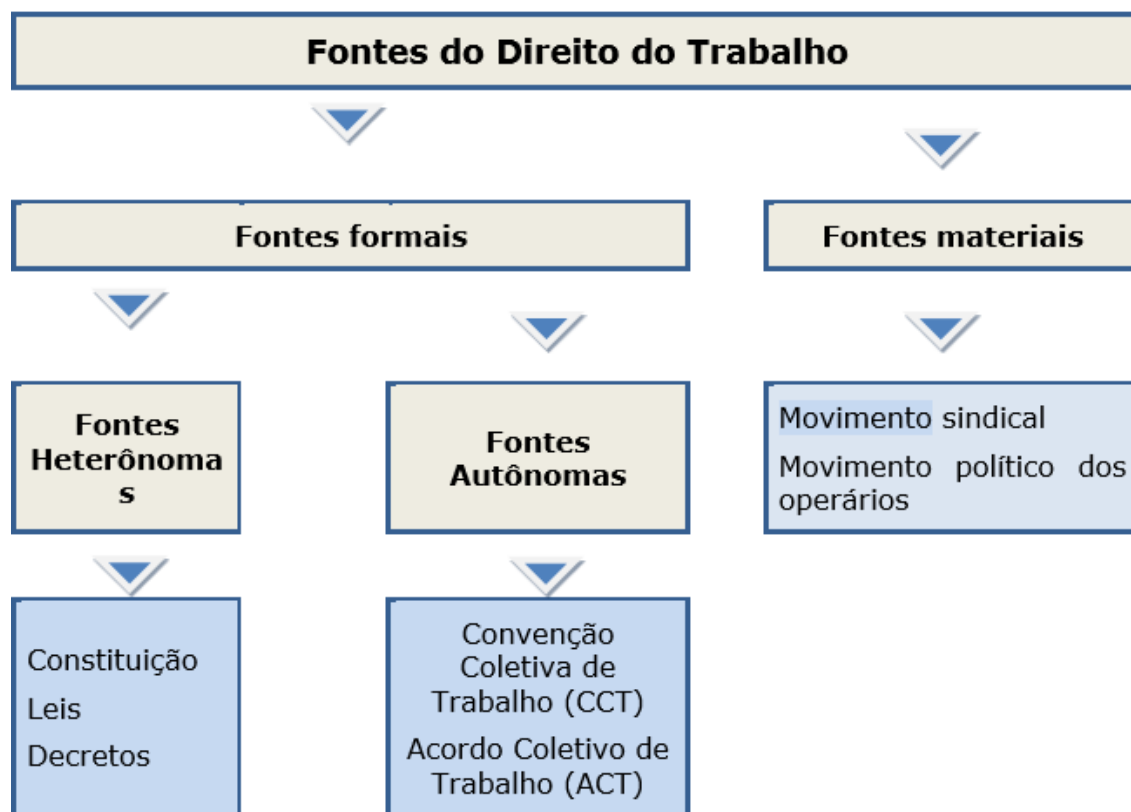 Fontes do Direito do Trabalho
Fontes formais
Fontes materiais
Fontes
Heterônoma
s
Fontes
Autônomas
Movimento sindical
Movimento político dos
operários
Constituição
Leis
Decretos
Convenção
Coletiva de
Trabalho (CCT)
Acordo Coletivo de
Trabalho (ACT)